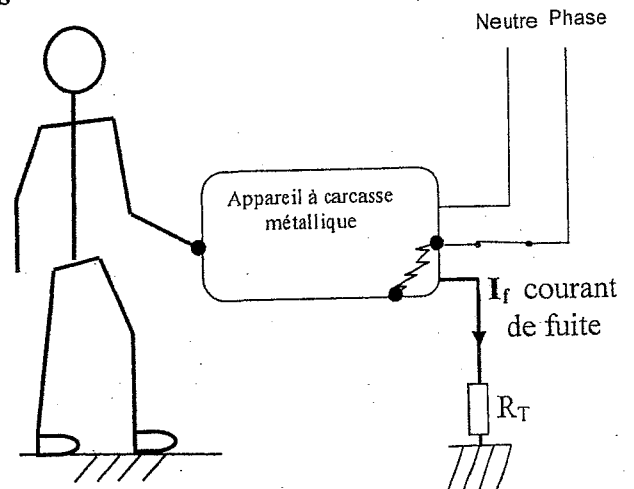 s
Neutre Phase
Appareil à carcasse
métallique
If courant
de fuite
RT